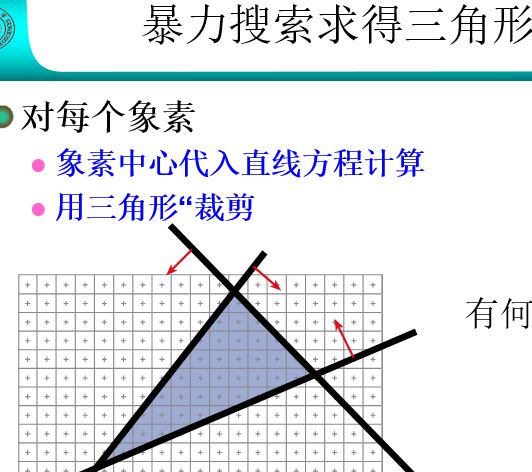 暴力搜索求得三角形
对每个象素
象素中心代入直线方程计算
用三角形“裁剪
有何